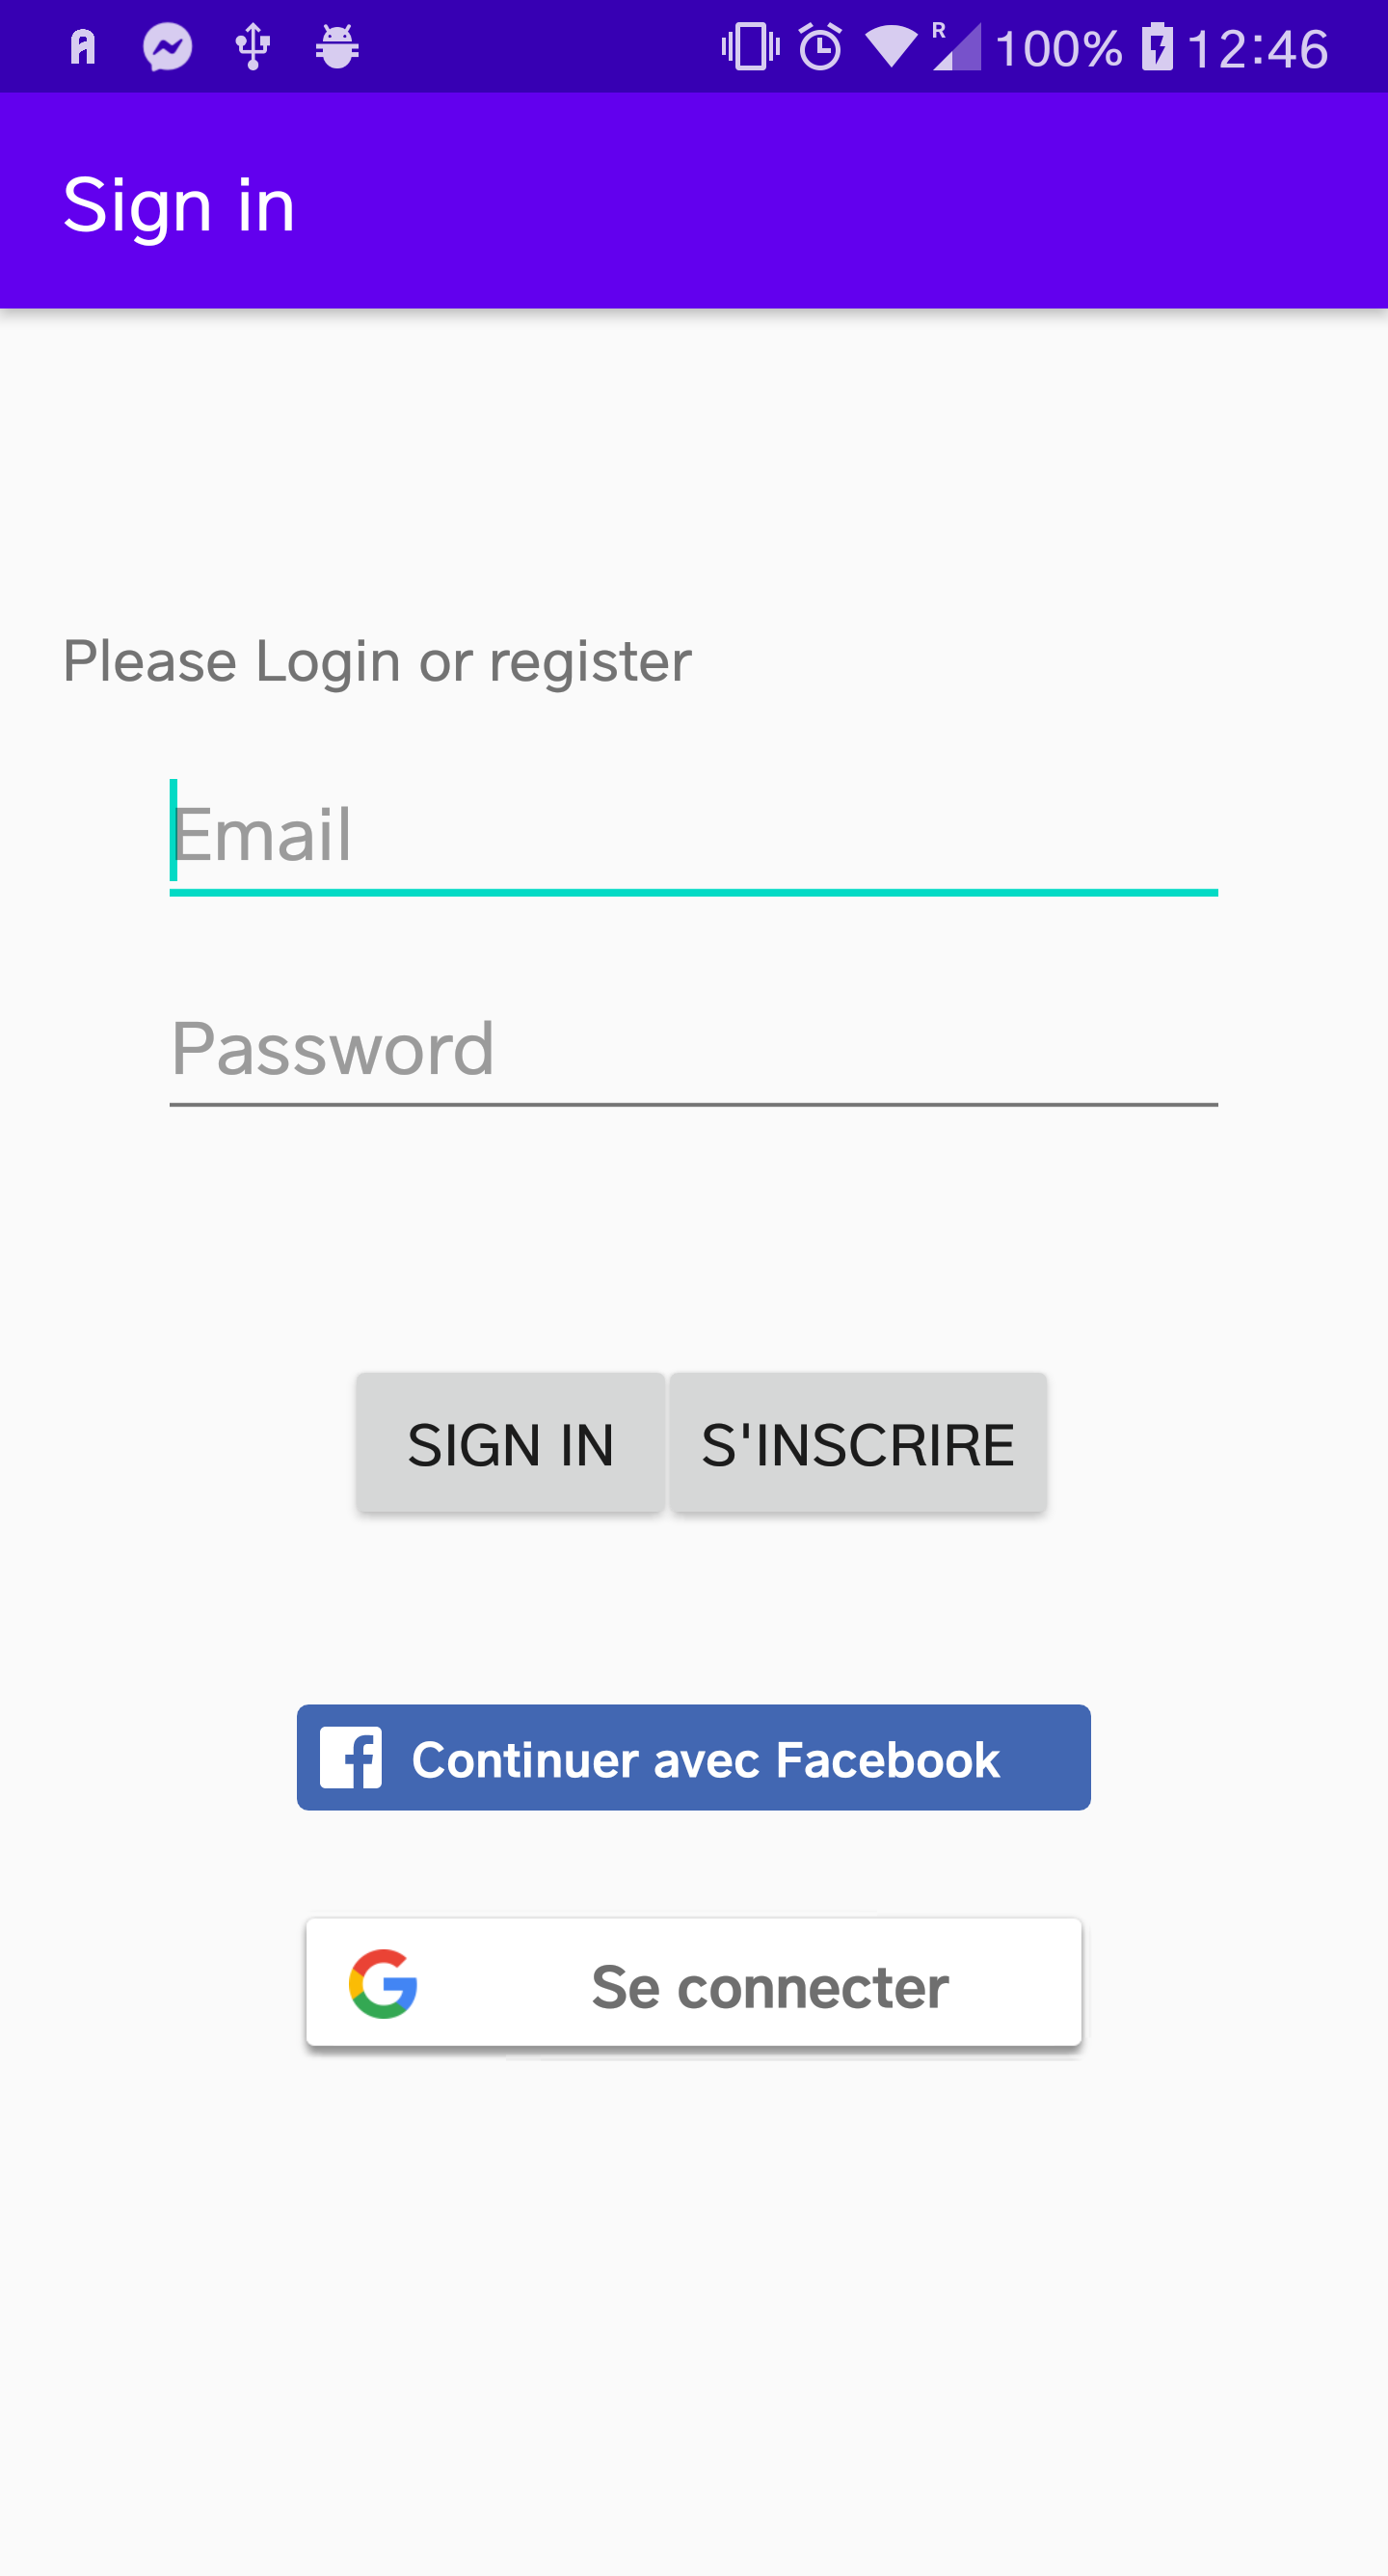 R 100% 12:46
Sign in
Please Login or register
Email
Password
SIGN IN S'INSCRIRE
Continuer avec Facebook
Se connecter